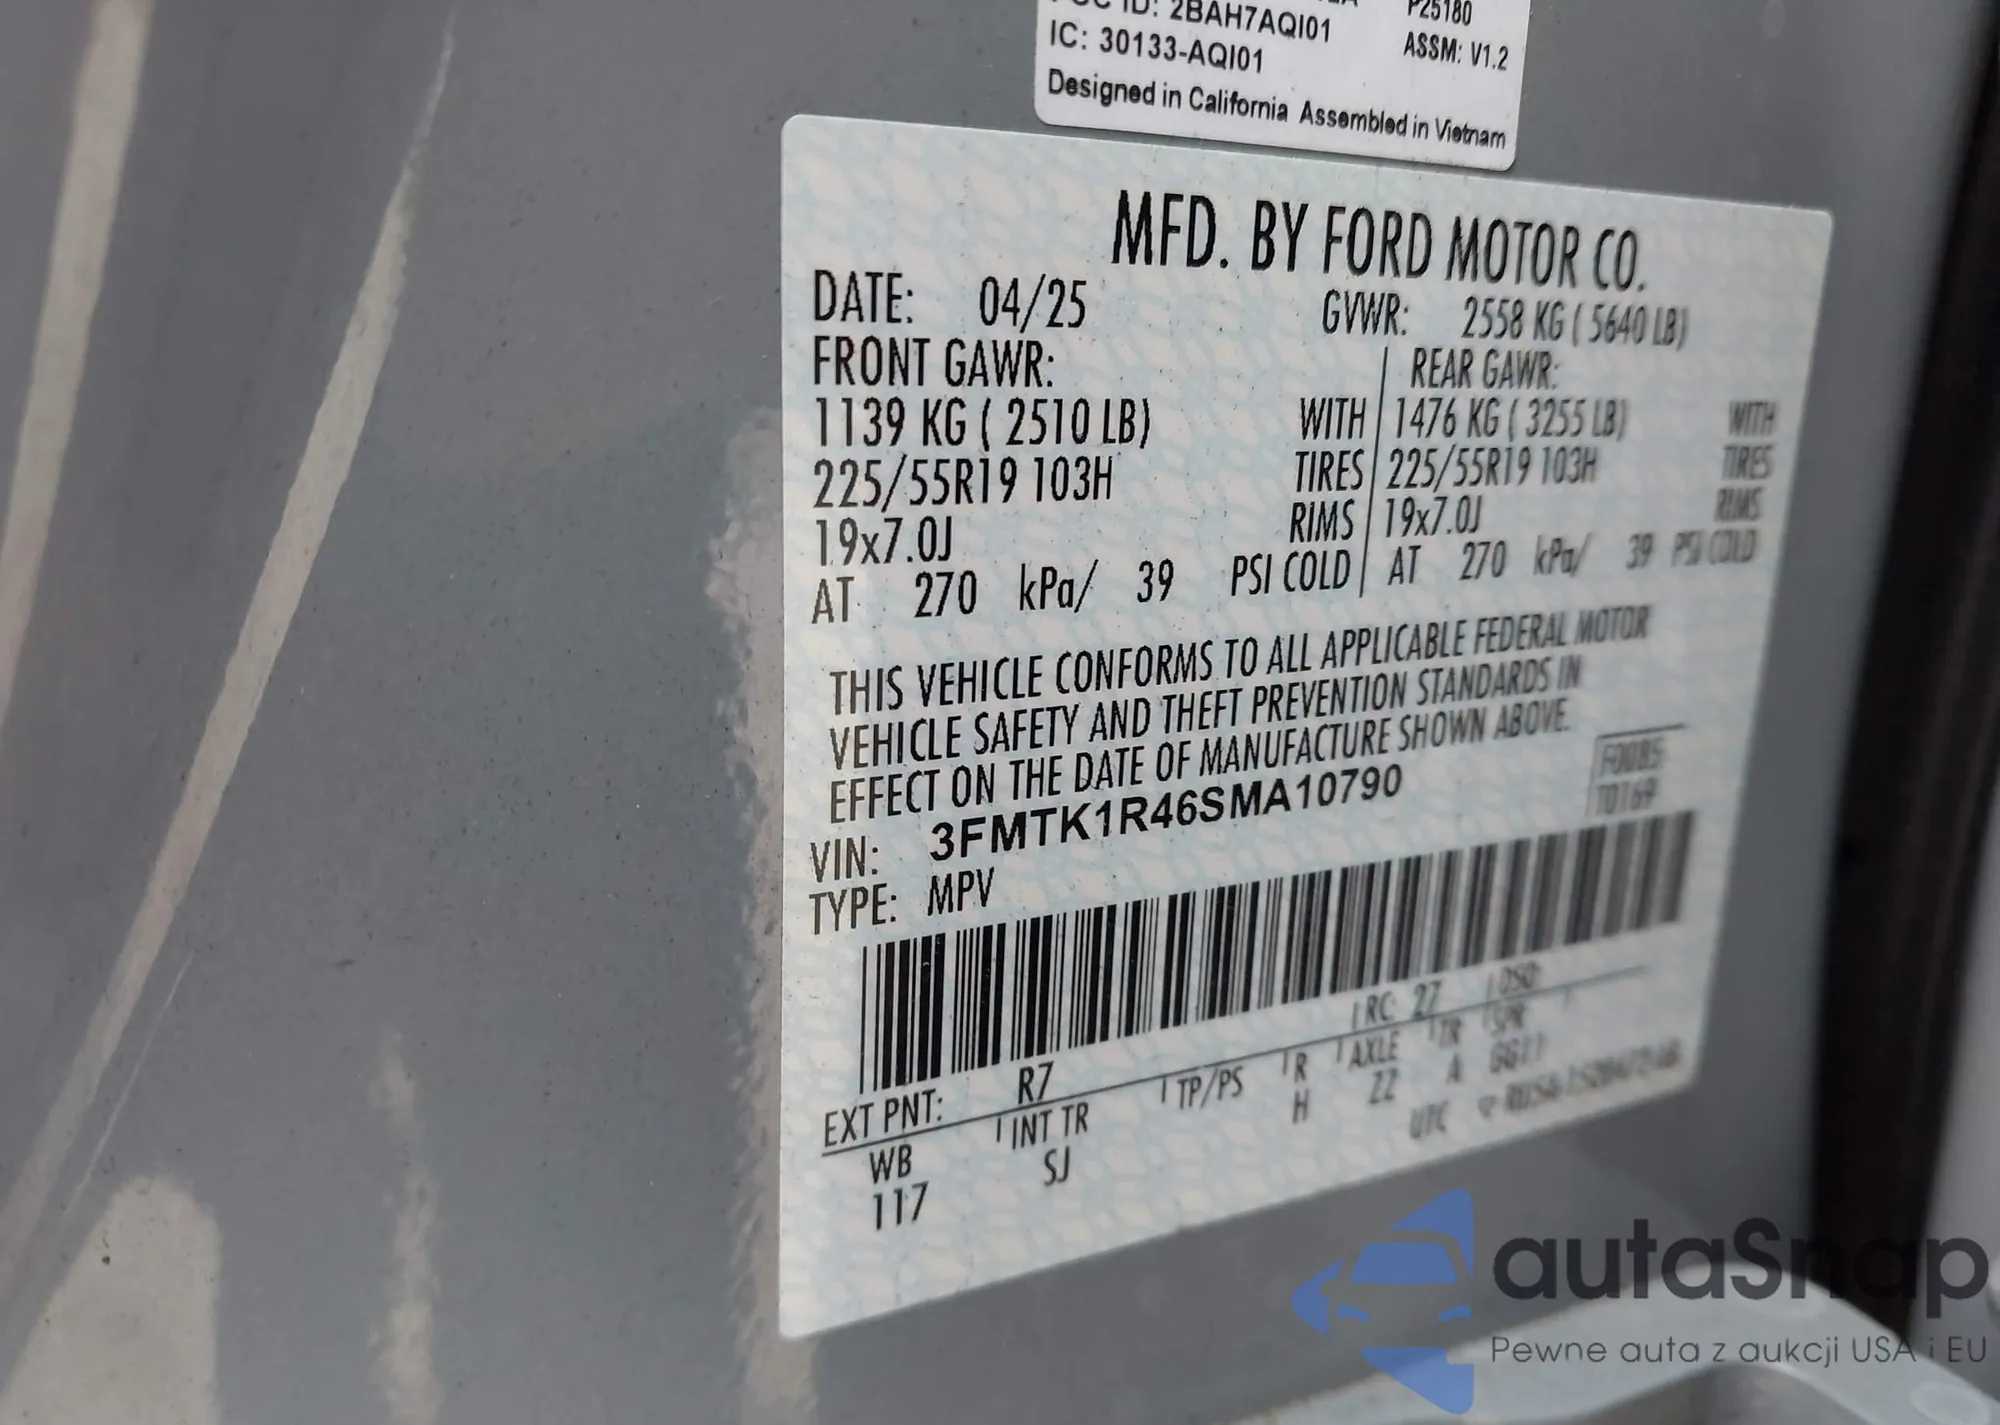 ID: 2BAH7AQI01
P25180
IC: 30133-AQI01
ASSM: V1.2
Designed in California Assembled in Vietnam
MFD. BY FORD MOTOR CO.
DATE: 04/25
GVWR: 2558 KG ( 5640 LB)
FRONT GAWR:
REAR GAWR:
1139 KG ( 2510 LB) WITH
1476 KG ( 3255 LB) WITH
225/55R19 103H TIRES
225/55R19 103H TIRES
19x7.0J RIMS
19x7.0J RIMS
AT 270 kPa/ 39 PSI COLD
AT 270 kPa/ 39 PSI COLD
THIS VEHICLE CONFORMS TO ALL APPLICABLE FEDERAL MOTOR
VEHICLE SAFETY AND THEFT PREVENTION STANDARDS IN
EFFECT ON THE DATE OF MANUFACTURE SHOWN ABOVE.
F0085
T0169
VIN: 3FMTK1R46SMA10790
TYPE: MPV
EXT PNT: R7
RC: 27
DSO:
WB
INT TR
TP/PS
R
AXLE
TR
SPR
117
SJ
H
ZZ
A
GG11
UTC
autaSnap
Pewne auta z aukcji USA i EU